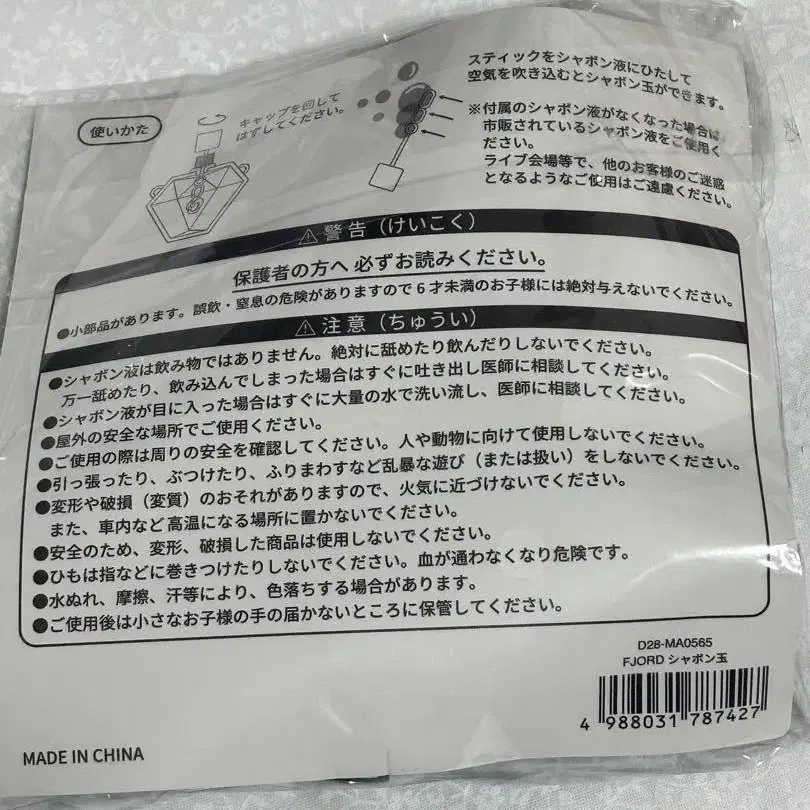 使いかた
キャップを回して
はずしてください。
スティックをシャボン液にひたして
空気を吹き込むとシャボン玉ができます。
※付属のシャボン液がなくなった場合は
市販されているシャボン液をご使用く
ださい。
ライブ会場等で、他のお客様のご迷惑
となるようなご使用はご遠慮ください。
⚠警告（けいこく）
保護者の方へ 必ずお読みください。
●小部品があります。誤飲・窒息の危険がありますので６才未満のお子様には絶対与えないでください。
⚠注意（ちゅうい）
●シャボン液は飲み物ではありません。絶対に舐めたり飲んだりしないでください。
万一舐めたり、飲み込んでしまった場合はすぐに吐き出し医師に相談してください。
●シャボン液が目に入った場合はすぐに大量の水で洗い流し、医師に相談してください。
●屋外の安全な場所でご使用ください。
●ご使用の際は周りの安全を確認してください。人や動物に向けて使用しないでください。
●引っ張ったり、ぶつけたり、ふりまわすなど乱暴な遊び（または扱い）をしないでください。
●変形や破損（変質）のおそれがありますので、火気に近づけないでください。
また、車内など高温になる場所に置かないでください。
●安全のため、変形、破損した商品は使用しないでください。
●ひもは指などに巻きつけたりしないでください。血が通わなくなり危険です。
●水ぬれ、摩擦、汗等により、色落ちする場合があります。
●ご使用後は小さなお子様の手の届かないところに保管してください。
D28-MA0565
FJORD シャボン玉
4 988031 787427
MADE IN CHINA